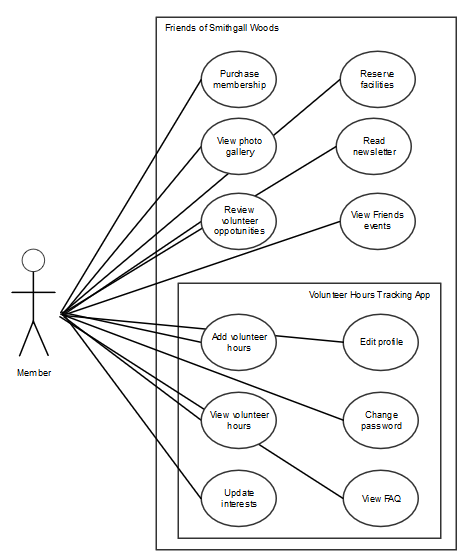 Friends of Smithgall Woods
Purchase
membership
Reserve
facilities
View photo
gallery
Read
newsletter
Review
volunteer
oppotunities
View Friends
events
Member
Volunteer Hours Tracking App
Add volunteer
hours
Edit profile
View volunteer
hours
Change
password
Update
interests
View FAQ